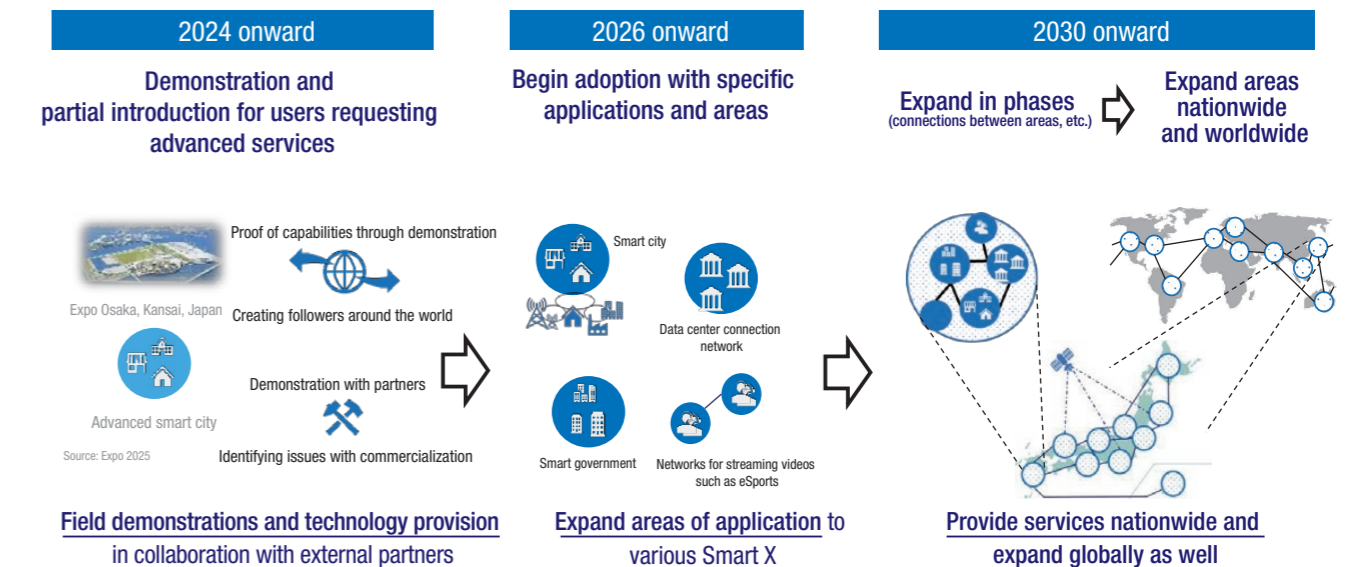 2024 onward
Demonstration and
partial introduction for users requesting
advanced services
Proof of capabilities through demonstration
Expo Osaka, Kansai, Japan
Creating followers around the world
Demonstration with partners
Advanced smart city
Source: Expo 2025
Identifying issues with commercialization
Field demonstrations and technology provision
in collaboration with external partners
2026 onward
Begin adoption with specific
applications and areas
Smart city
Data center connection
network
Smart government
Networks for streaming videos
such as eSports
Expand areas of application to
various Smart X
2030 onward
Expand in phases
(connections between areas, etc.)
Expand areas
nationwide
and worldwide
Provide services nationwide and
expand globally as well